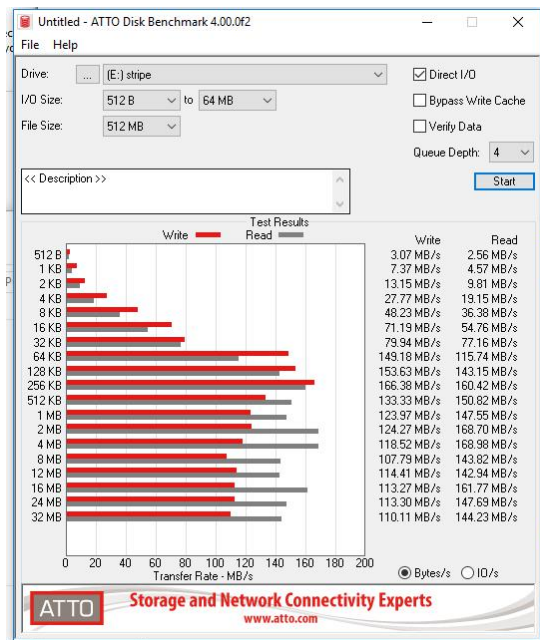 Untitled - ATTO Disk Benchmark 4.00.0f2
File Help
Drive: ... (E:) stripe
Direct I/O
I/O Size: 512 B to 64 MB
Bypass Write Cache
File Size: 512 MB
Verify Data
Queue Depth: 4
<< Description >>
Start
Test Results
Write Read
Write Read
512 B 3.07 MB/s 2.56 MB/s
1 KB 7.37 MB/s 4.57 MB/s
2 KB 13.15 MB/s 9.81 MB/s
4 KB 27.77 MB/s 19.15 MB/s
8 KB 48.23 MB/s 36.38 MB/s
16 KB 71.19 MB/s 54.76 MB/s
32 KB 79.94 MB/s 77.16 MB/s
64 KB 149.18 MB/s 115.74 MB/s
128 KB 153.63 MB/s 143.15 MB/s
256 KB 166.38 MB/s 160.42 MB/s
512 KB 133.33 MB/s 150.82 MB/s
1 MB 123.97 MB/s 147.55 MB/s
2 MB 124.27 MB/s 168.70 MB/s
4 MB 118.52 MB/s 168.98 MB/s
8 MB 107.79 MB/s 143.82 MB/s
12 MB 114.41 MB/s 142.94 MB/s
16 MB 113.27 MB/s 161.77 MB/s
24 MB 113.30 MB/s 147.69 MB/s
32 MB 110.11 MB/s 144.23 MB/s
0 20 40 60 80 100 120 140 160 180 200
Transfer Rate - MB/s
Bytes/s IO/s
ATTO
Storage and Network Connectivity Experts
www.atto.com